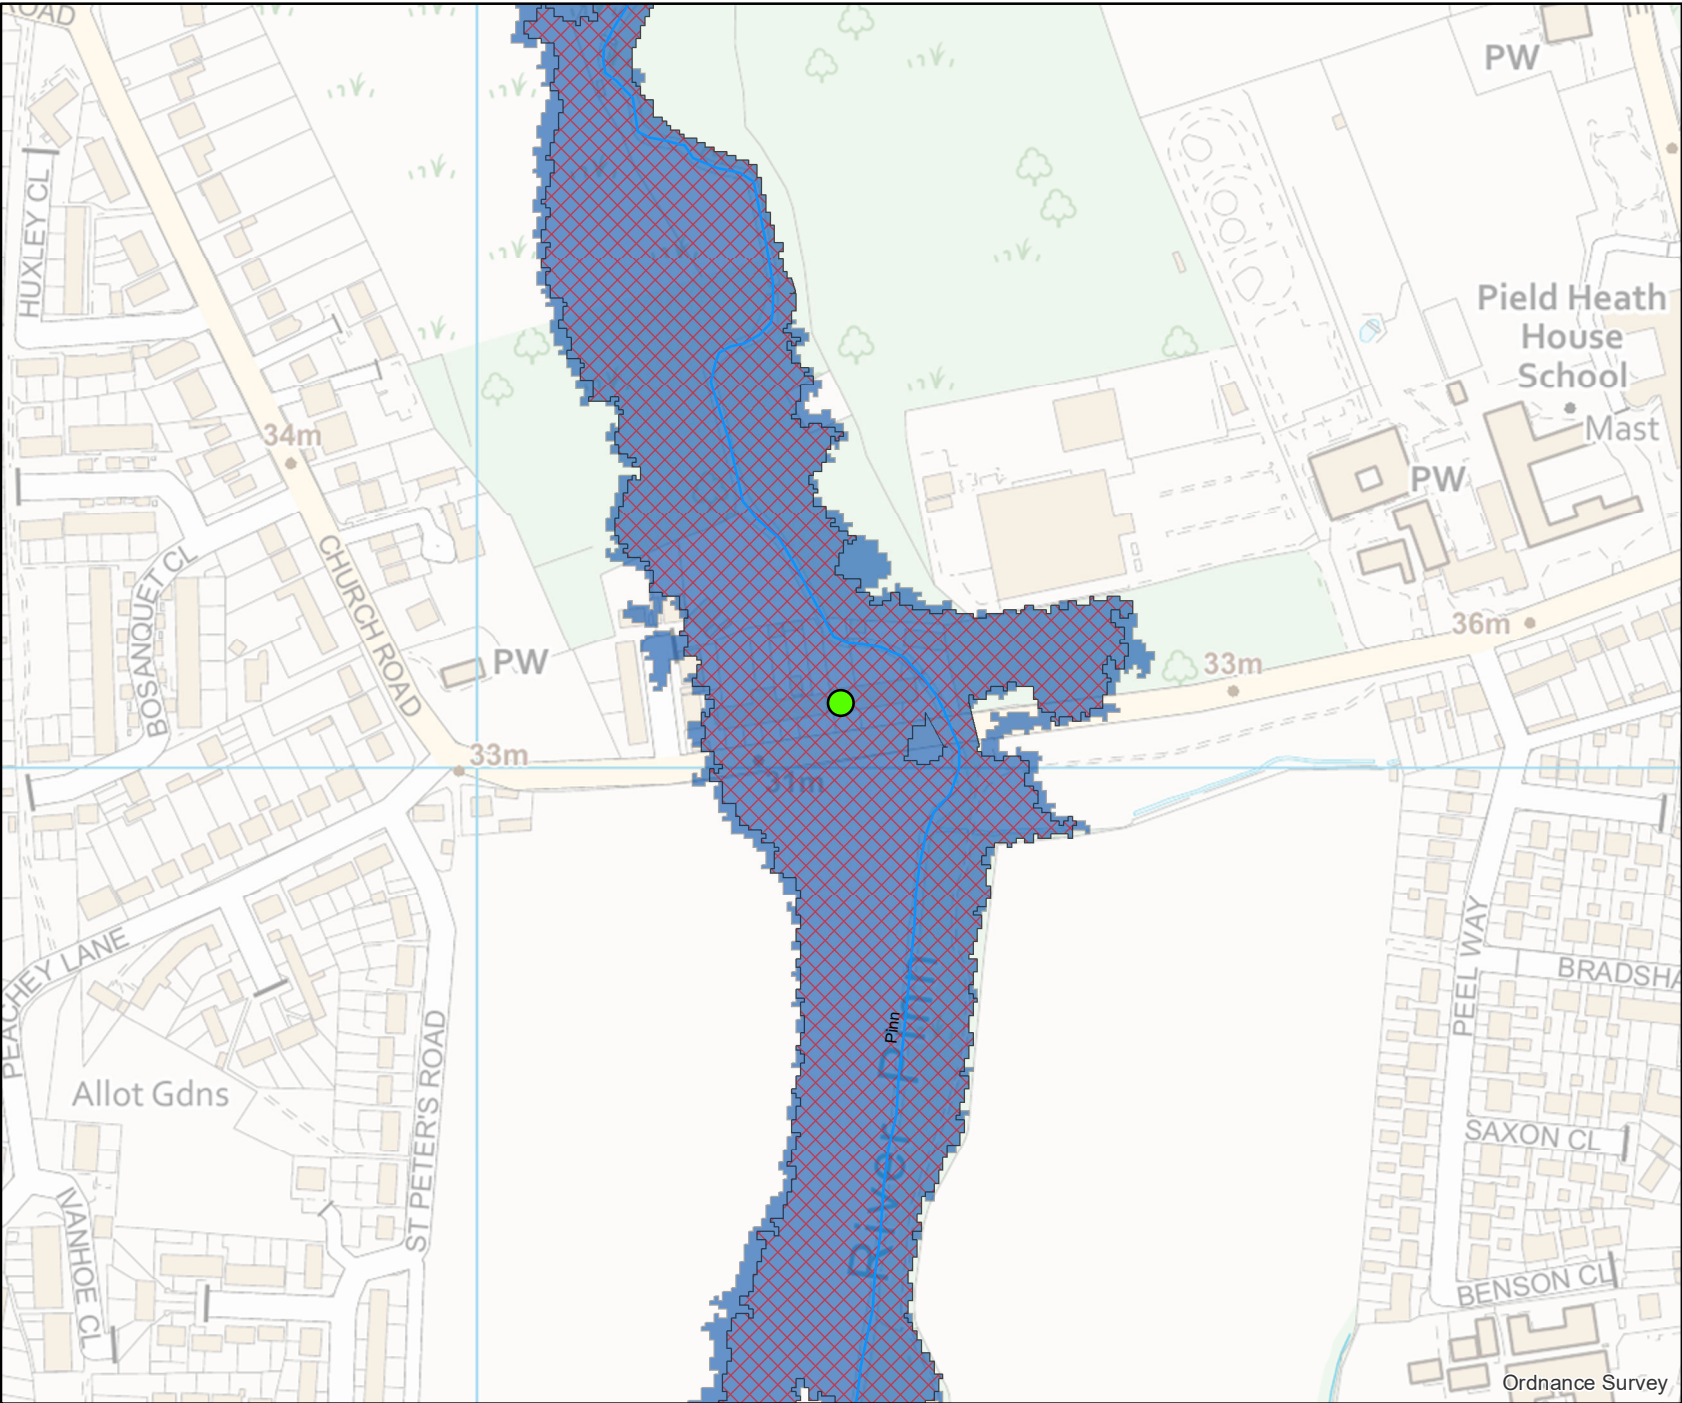 OAD
PW
HUXLEY CL
Pield Heath
House
School
Mast
34m
PW
CHURCH ROAD
BOSANQUET CL
36m
PW
33m
33m
31m
PEACHEY LANE
PEEL WAY
BRADSHA
Pinn
River Pinn
Allot Gdns
ST PETER'S ROAD
SAXON CL
IVANHOE CL
BENSON CL
Ordnance Survey